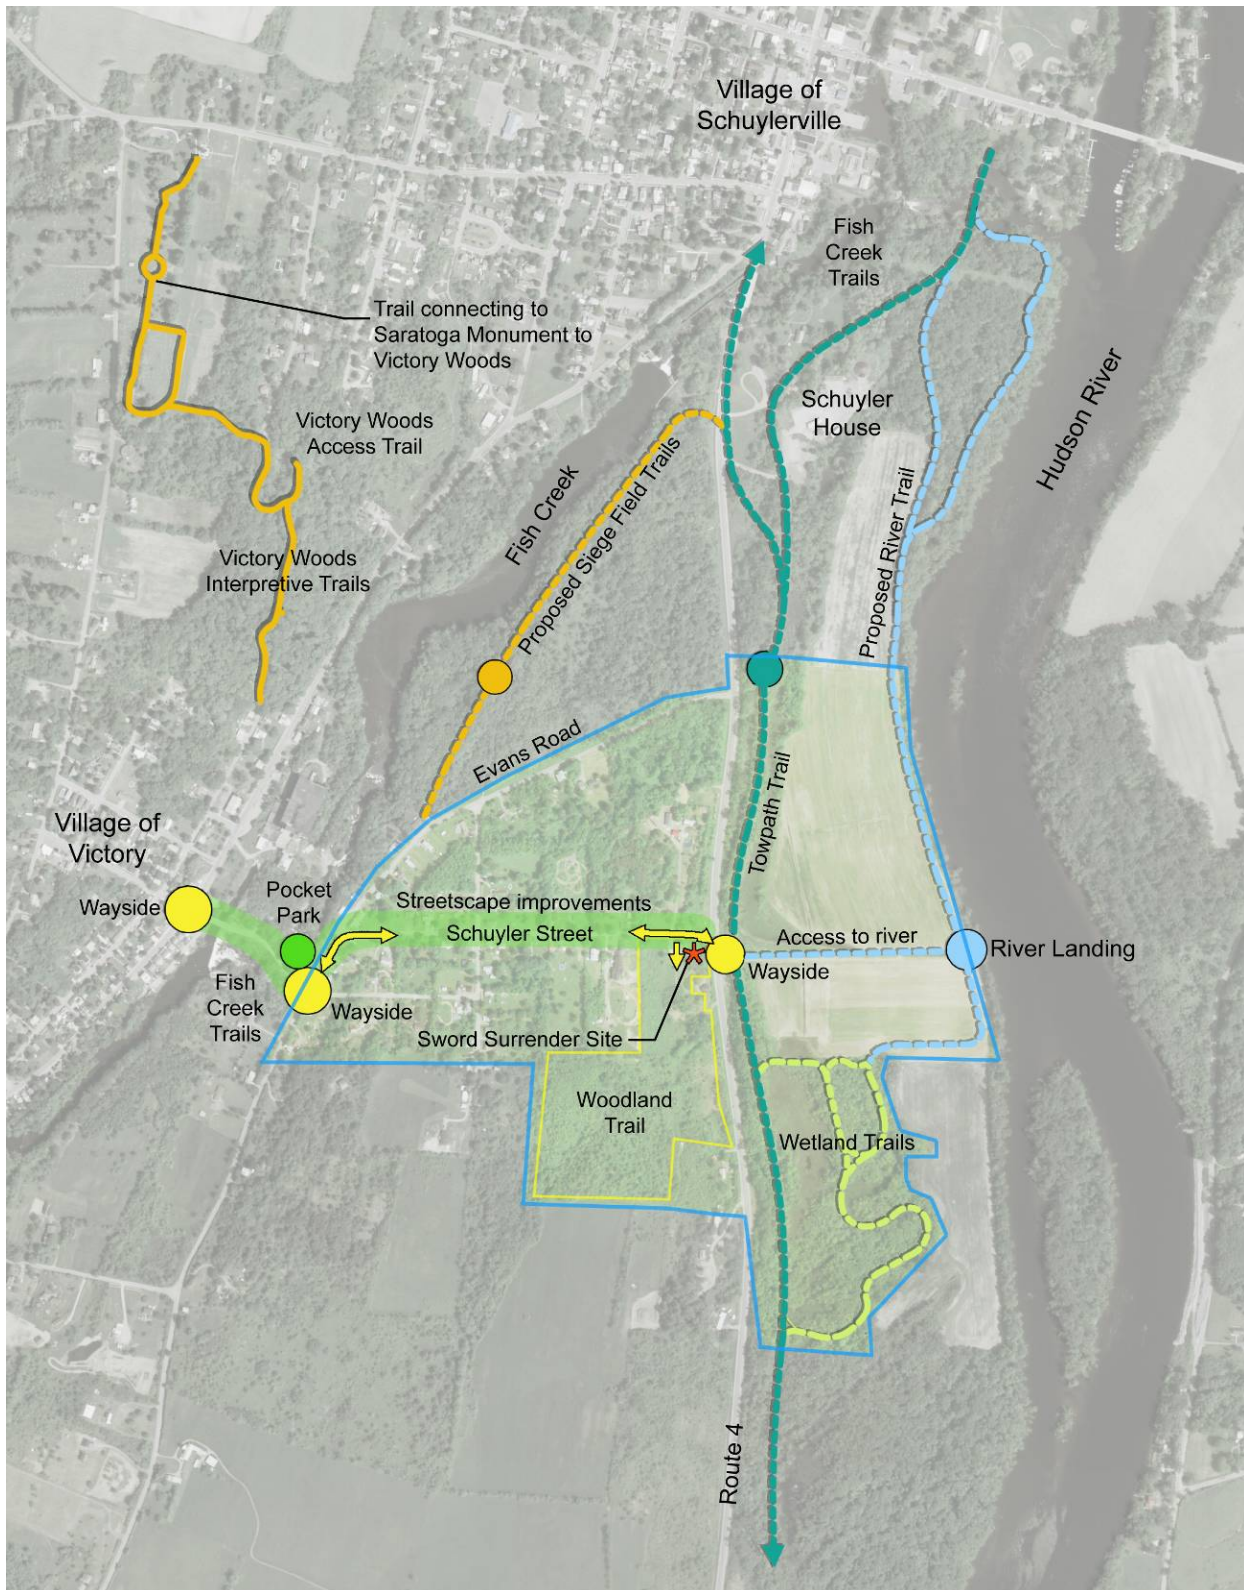 Village of
Schuylerville
Fish
Creek
Trails
Trail connecting to
Saratoga Monument to
Victory Woods
Hudson River
Schuyler
House
Victory Woods
Access Trail
Fish Creek
Proposed Siege Field Trails
Victory Woods
Interpretive Trails
Proposed River Trail
Evans Road
Towpath Trail
Village of
Victory
Pocket
Park
Wayside
Streetscape improvements
Schuyler Street
Access to river
River Landing
Wayside
Fish
Creek
Trails
Wayside
Sword Surrender Site
Woodland
Trail
Wetland Trails
Route 4